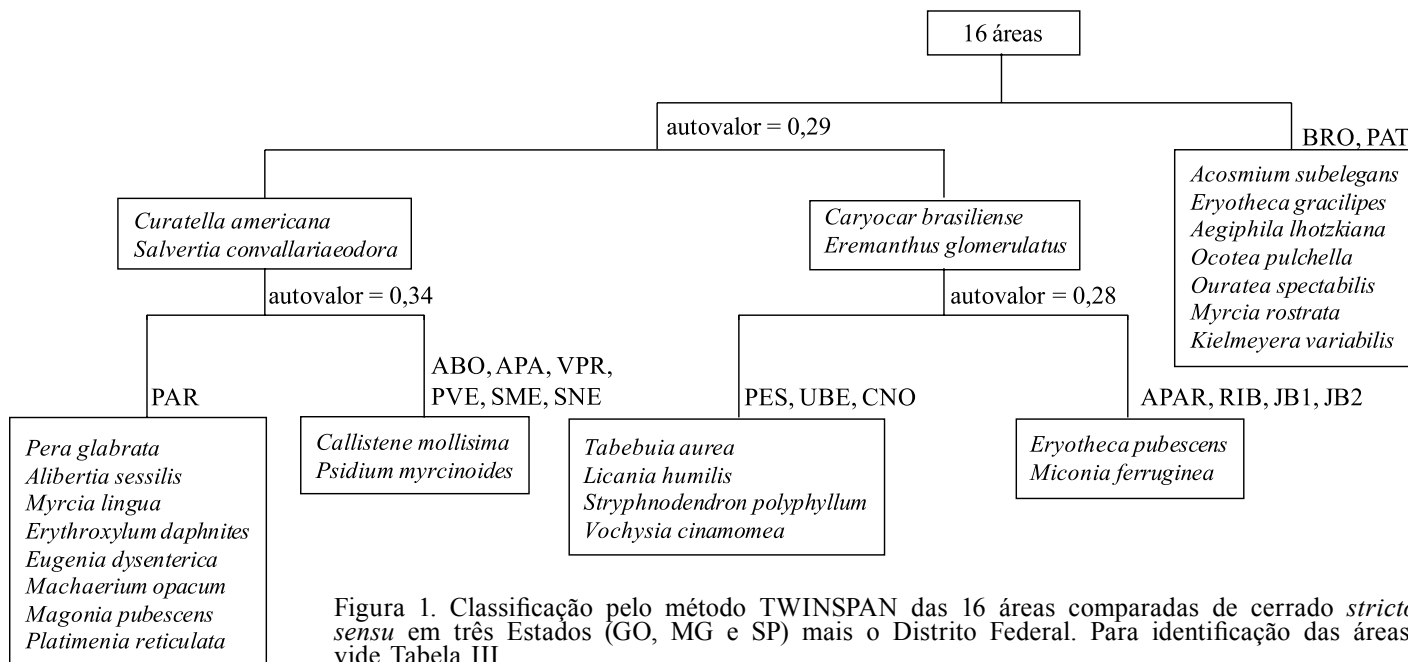 16 áreas
autovalor = 0,29
BRO, PAT
Acosmium subelegans
Eryotheca gracilipes
Aegiphila lhotzkiana
Ocotea pulchella
Ouratea spectabilis
Myrcia rostrata
Kielmeyera variabilis
Curatella americana
Salvertia convallariaeodora
Caryocar brasiliense
Eremanthus glomerulatus
autovalor = 0,34
autovalor = 0,28
PAR
ABO, APA, VPR,
PVE, SME, SNE
PES, UBE, CNO
APAR, RIB, JB1, JB2
Pera glabrata
Alibertia sessilis
Myrcia lingua
Erythroxylum daphnites
Eugenia dysenterica
Machaerium opacum
Magonia pubescens
Platimenia reticulata
Callistene mollisima
Psidium myrcinoides
Tabebuia aurea
Licania humilis
Stryphnodendron polyphyllum
Vochysia cinamomea
Eryotheca pubescens
Miconia ferruginea
Figura 1. Classificação pelo método TWINSPAN das 16 áreas comparadas de cerrado stricto
sensu em três Estados (GO, MG e SP) mais o Distrito Federal. Para identificação das áreas
vide Tabela III